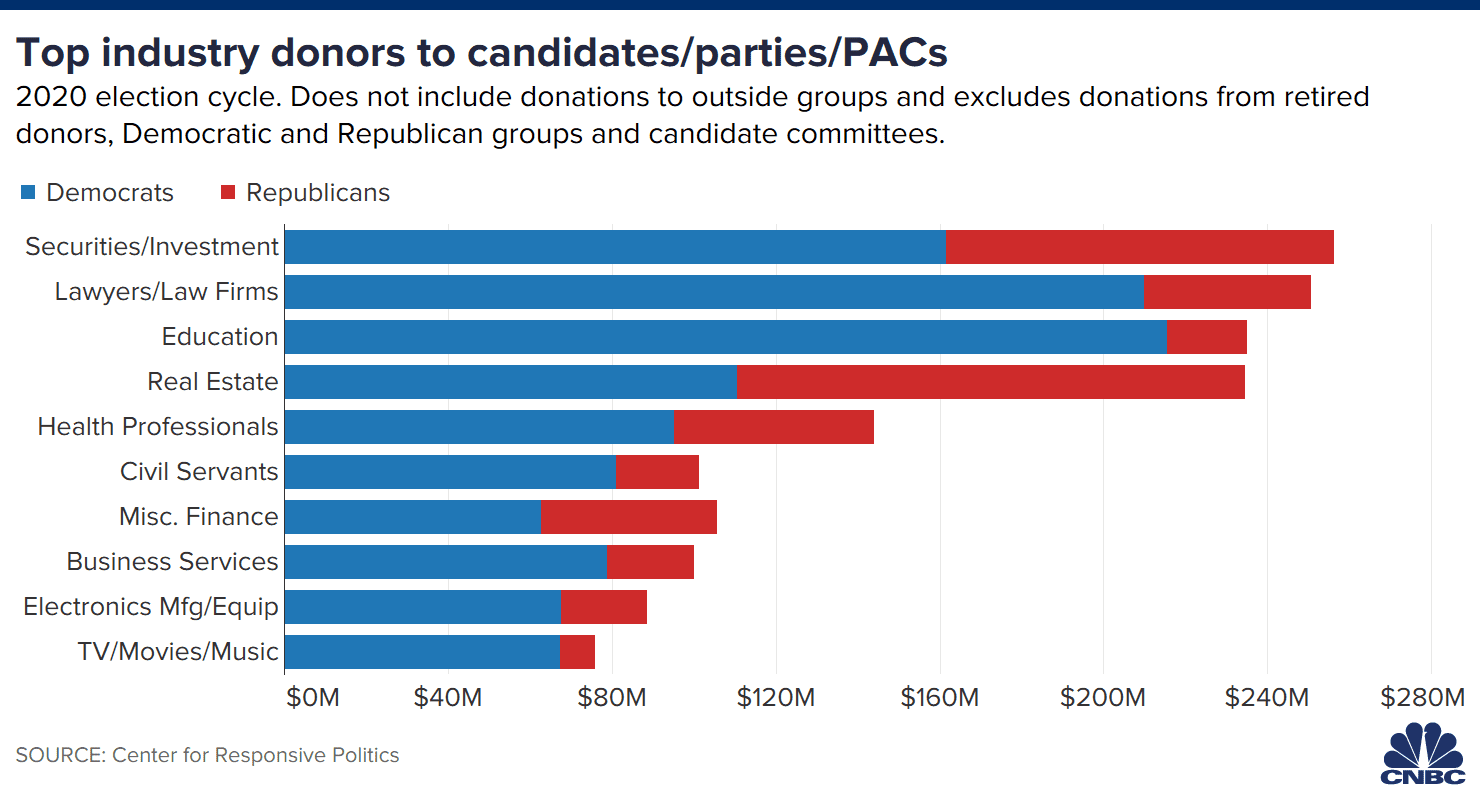 Top industry donors to candidates/parties/PACs
2020 election cycle. Does not include donations to outside groups and excludes donations from retired
donors, Democratic and Republican groups and candidate committees.
Democrats Republicans
Securities/Investment
Lawyers/Law Firms
Education
Real Estate
Health Professionals
Civil Servants
Misc. Finance
Business Services
Electronics Mfg/Equip
TV/Movies/Music
$0M $40M $80M $120M $160M $200M $240M $280M
SOURCE: Center for Responsive Politics
CNBC